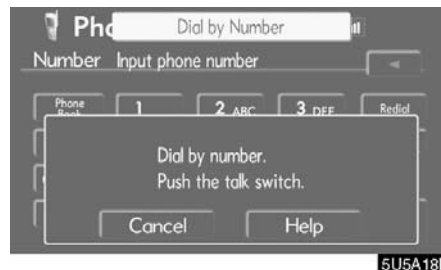 Pho Dial by Number
Number Input phone number
Phone Book 1 2 ABC 3 DEF Redial
Dial by number.
Push the talk switch.
Cancel Help
5U5A18